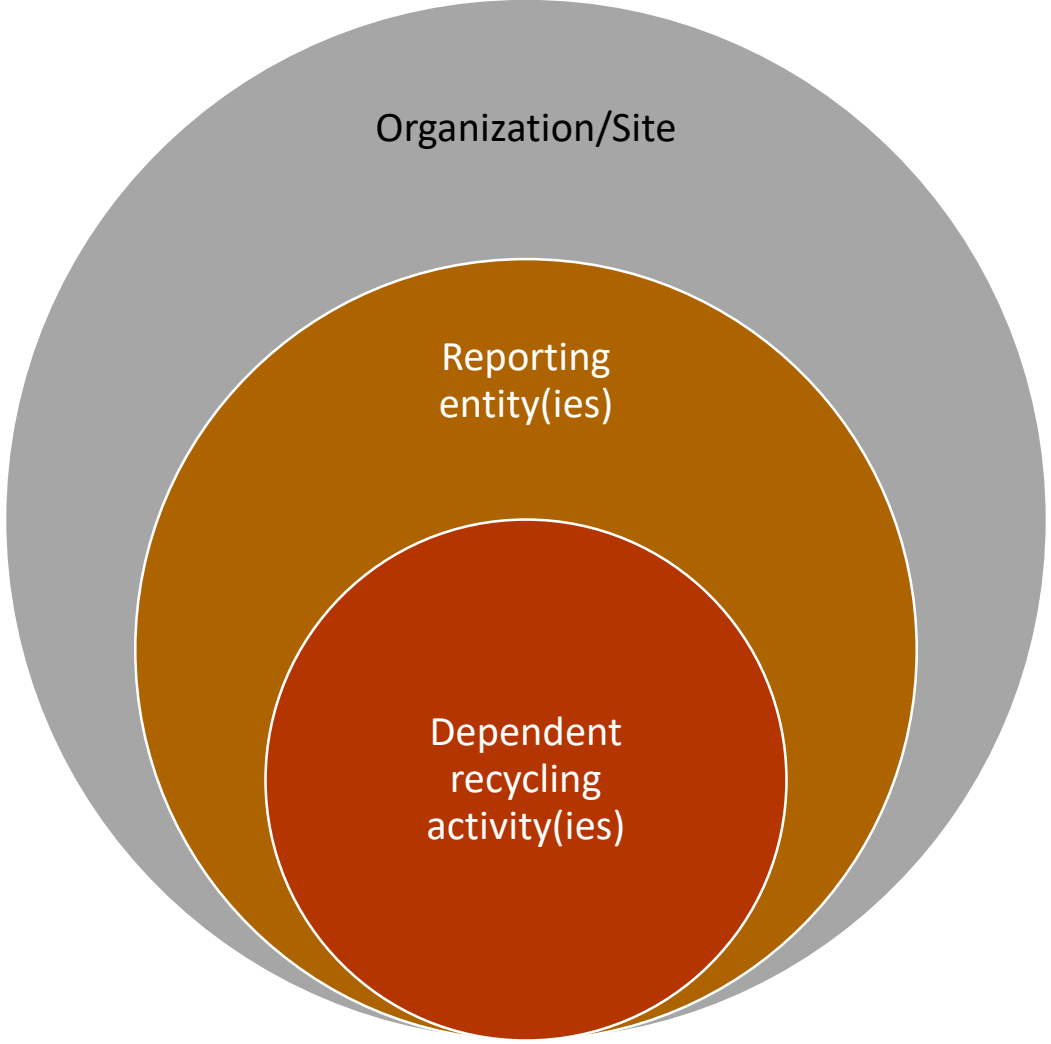 Organization/Site
Reporting
entity(ies)
Dependent
recycling
activity(ies)